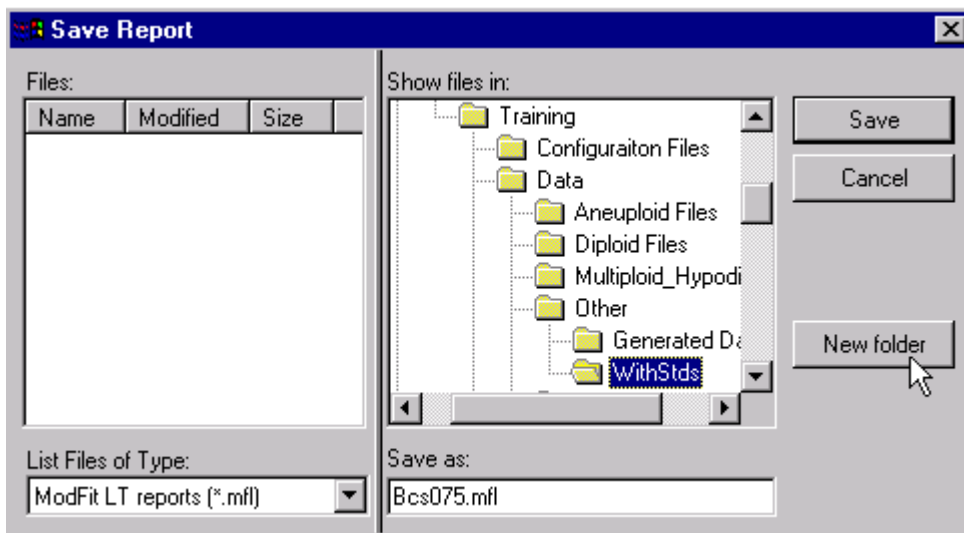 Save Report
Files:
Name Modified Size
List Files of Type:
ModFit LT reports (*.mfl)
Show files in:
Training
Configuraiton Files
Data
Aneuploid Files
Diploid Files
Multiploid_Hypodi
Other
Generated Da
WithStds
Save as:
Bcs075.mfl
Save
Cancel
New folder